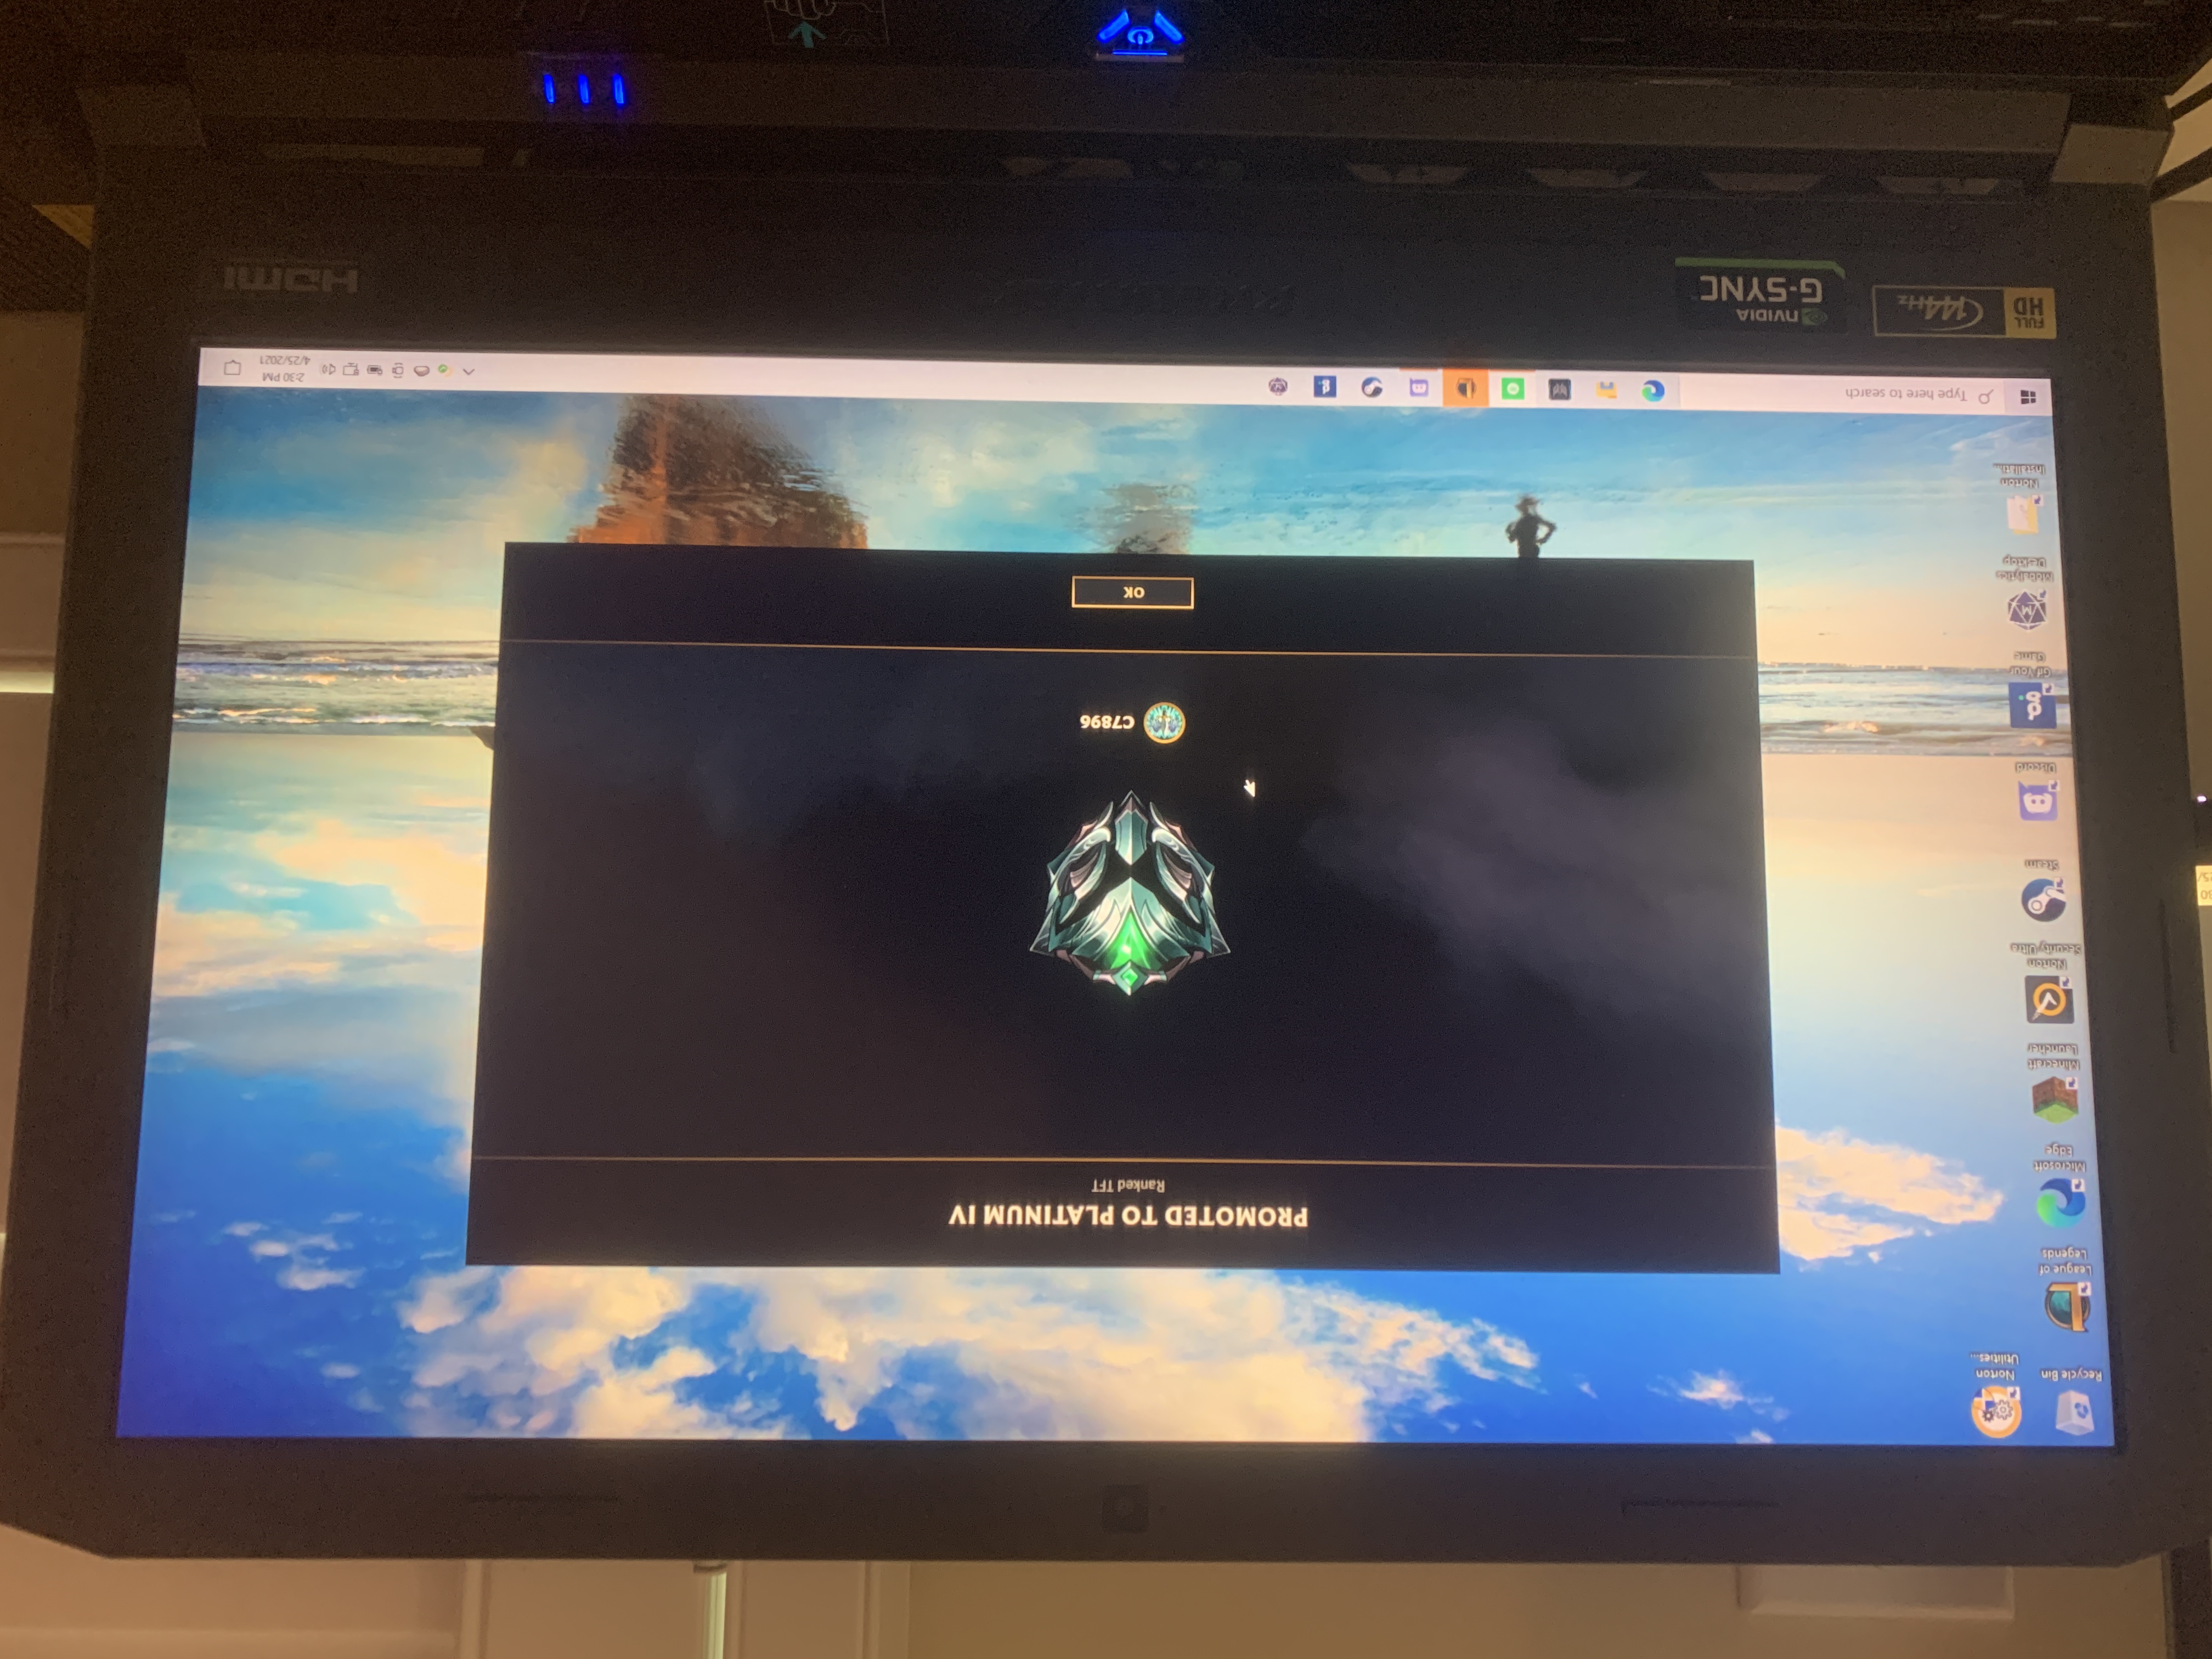 Recycle Bin
Norton
Utilities...
League of
Legends
Microsoft
Edge
Minecraft
Launcher
Norton
Security Ultra
Steam
Discord
g.
Gif Your
Game
M
Mobalytics
Desktop
Norton
Installati...
PROMOTED TO PLATINUM IV
Ranked TFT
C7896
OK
Type here to search
g.
2:30 PM
4/25/2021
FULL
HD
144Hz
NVIDIA
G-SYNC
HDMI